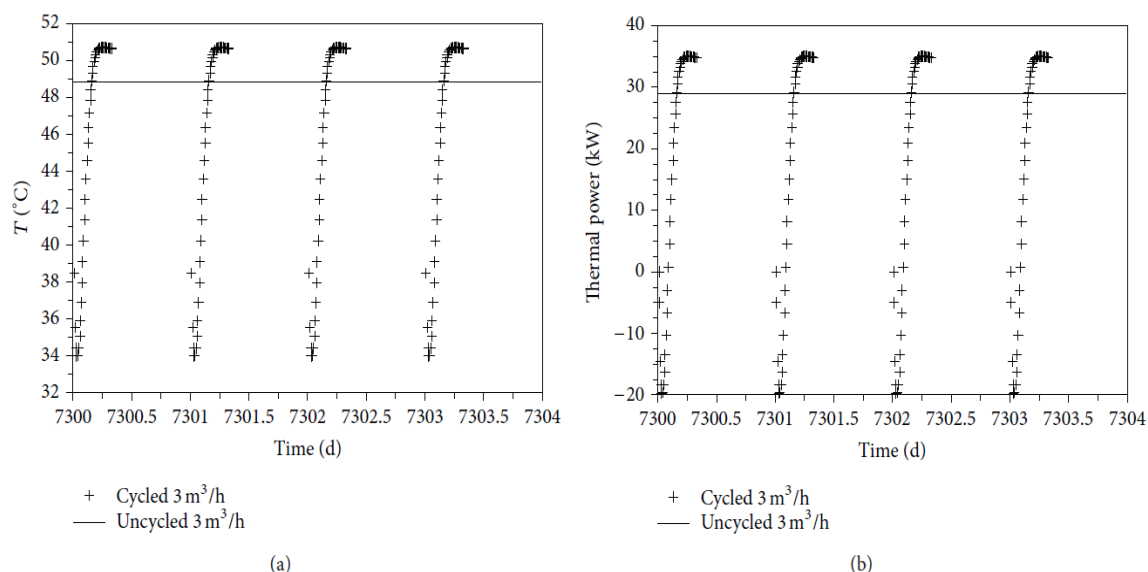 52
50
48
46
44
42
40
38
36
34
32
T (°C)
7300 7300.5 7301 7301.5 7302 7302.5 7303 7303.5 7304
Time (d)
Cycled 3 m³/h
Uncycled 3 m³/h
(a)
40
30
20
10
0
−10
−20
Thermal power (kW)
7300 7300.5 7301 7301.5 7302 7302.5 7303 7303.5 7304
Time (d)
Cycled 3 m³/h
Uncycled 3 m³/h
(b)